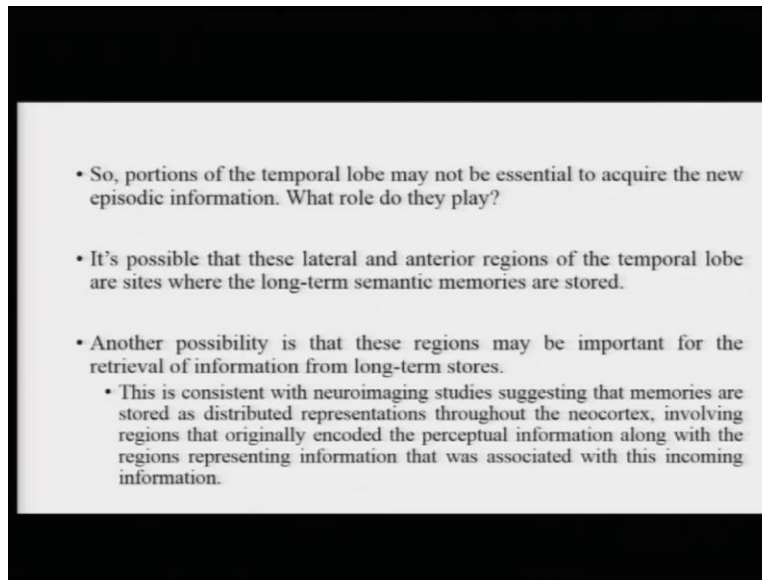 • So, portions of the temporal lobe may not be essential to acquire the new
episodic information. What role do they play?
• It's possible that these lateral and anterior regions of the temporal lobe
are sites where the long-term semantic memories are stored.
• Another possibility is that these regions may be important for the
retrieval of information from long-term stores.
• This is consistent with neuroimaging studies suggesting that memories are
stored as distributed representations throughout the neocortex, involving
regions that originally encoded the perceptual information along with the
regions representing information that was associated with this incoming
information.